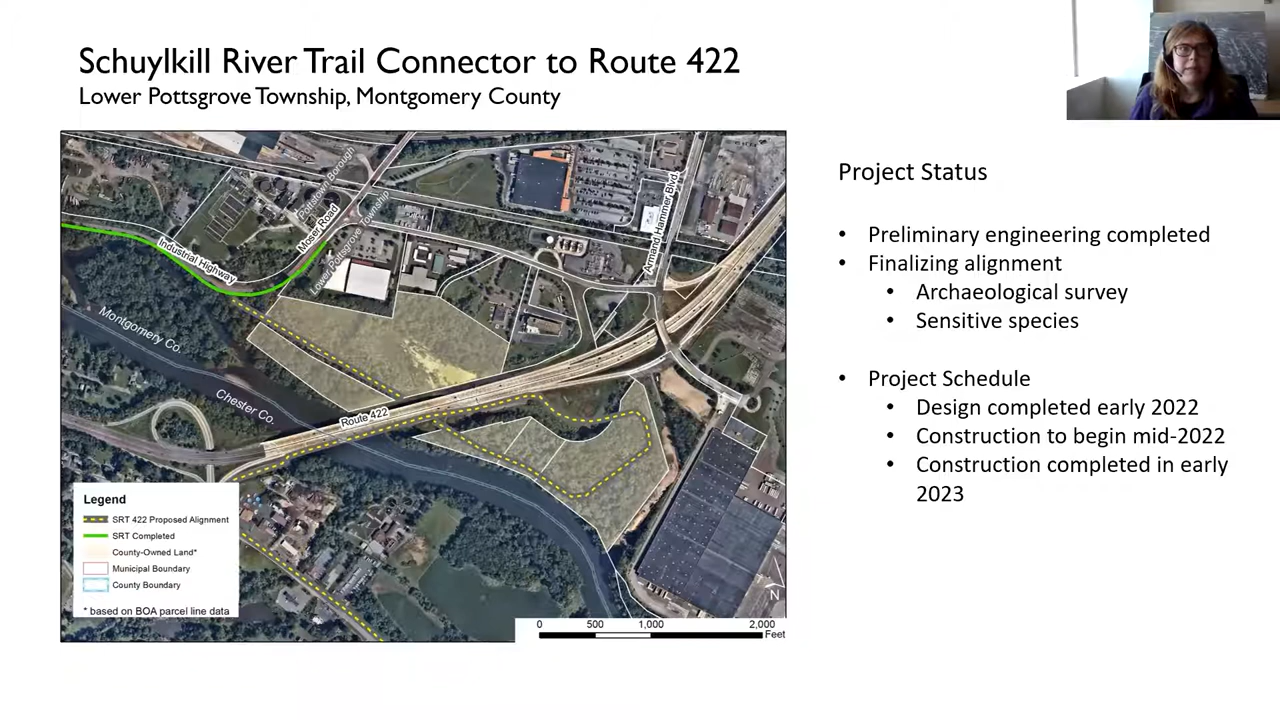 Schuylkill River Trail Connector to Route 422
Lower Pottsgrove Township, Montgomery County
Pottstown Borough
Moser Road
Lower Pottsgrove Township
Industrial Highway
Armand Hammer Blvd.
Montgomery Co.
Chester Co.
Route 422
Legend
SRT 422 Proposed Alignment
SRT Completed
County-Owned Land*
Municipal Boundary
County Boundary
* based on BOA parcel line data
N
0 500 1,000 2,000
Feet
Project Status
• Preliminary engineering completed
• Finalizing alignment
• Archaeological survey
• Sensitive species
• Project Schedule
• Design completed early 2022
• Construction to begin mid-2022
• Construction completed in early
2023